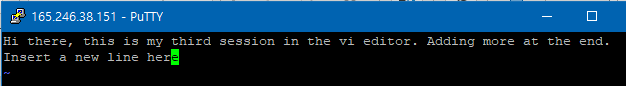 165.246.38.151 - PuTTY
Hi there, this is my third session in the vi editor. Adding more at the end.
Insert a new line here
~